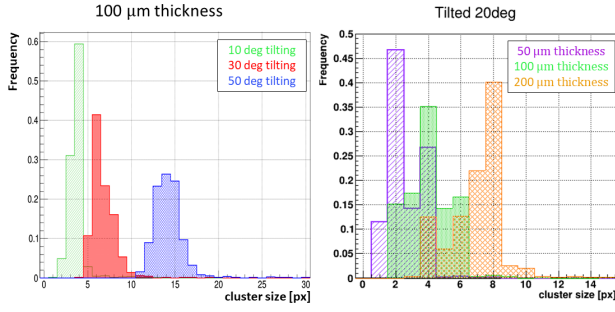 100 µm thickness
Frequency
0.6
0.5
0.4
0.3
0.2
0.1
0
10 deg tilting
30 deg tilting
50 deg tilting
0 5 10 15 20 25 30
cluster size [px]
Tilted 20deg
Frequency
0.5
0.45
0.4
0.35
0.3
0.25
0.2
0.15
0.1
0.05
0
50 µm thickness
100 µm thickness
200 µm thickness
0 2 4 6 8 10 12 14
cluster size [px]